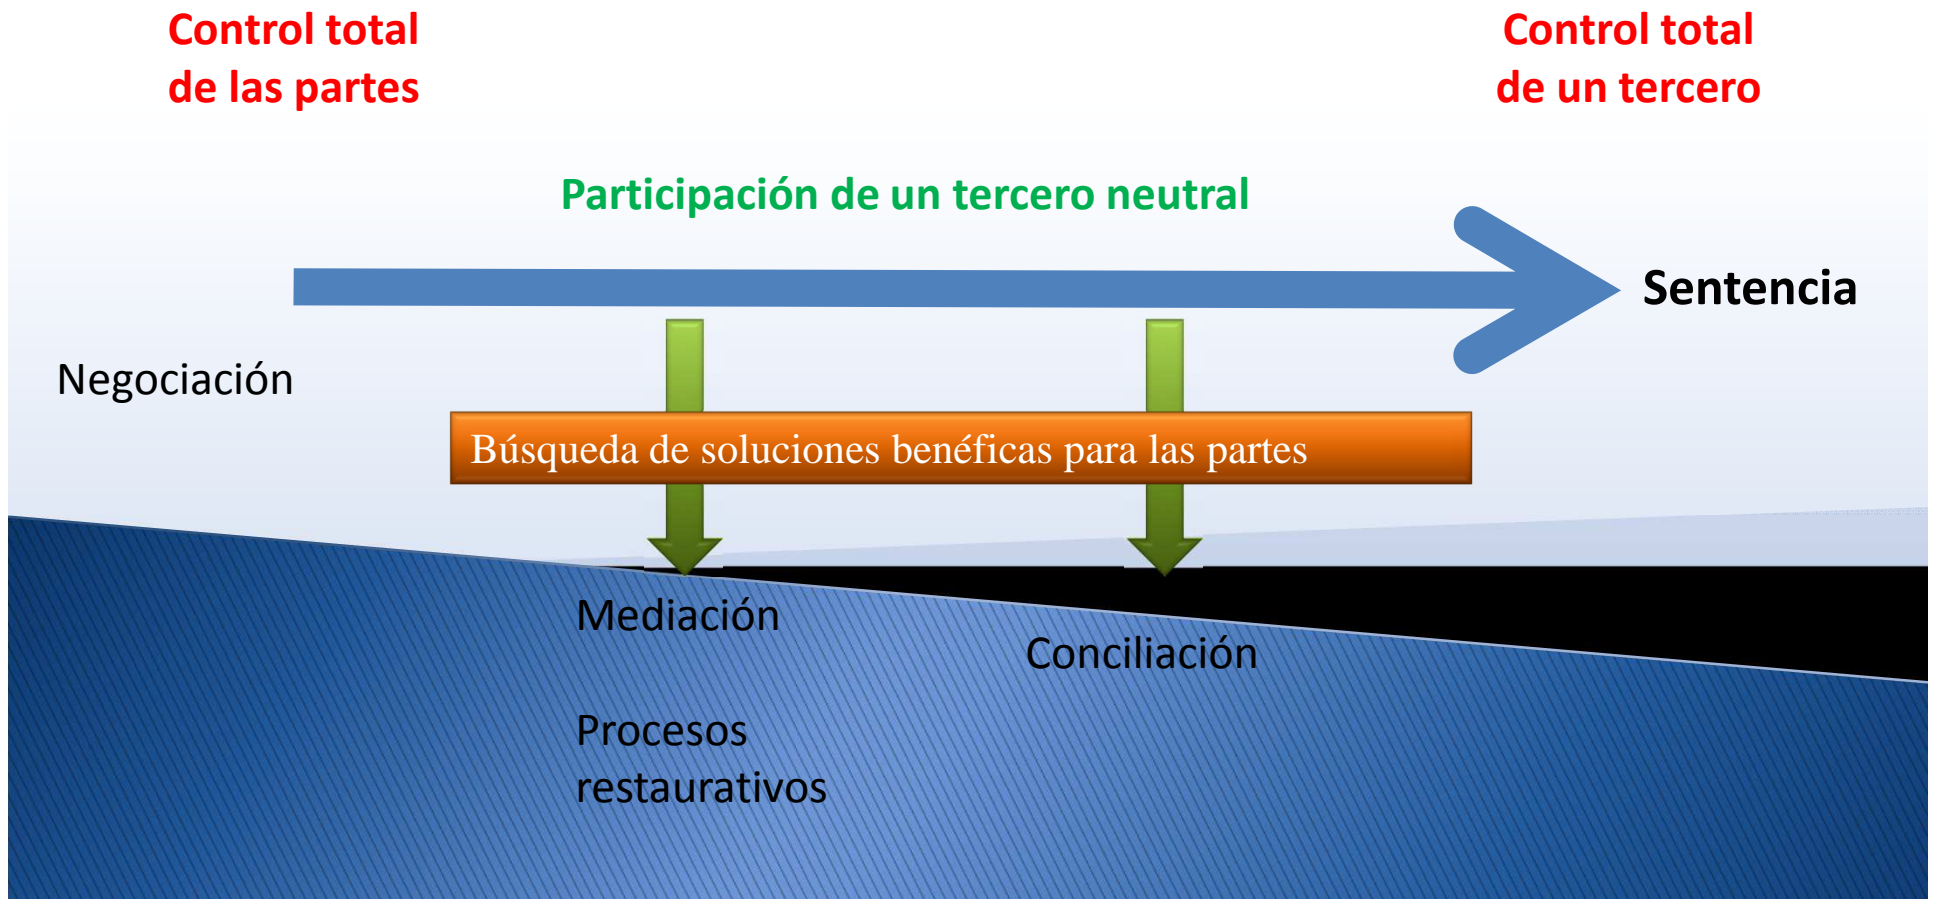 Control total
de las partes
Control total
de un tercero
Participación de un tercero neutral
Sentencia
Negociación
Búsqueda de soluciones benéficas para las partes
Mediación
Conciliación
Procesos
restaurativos